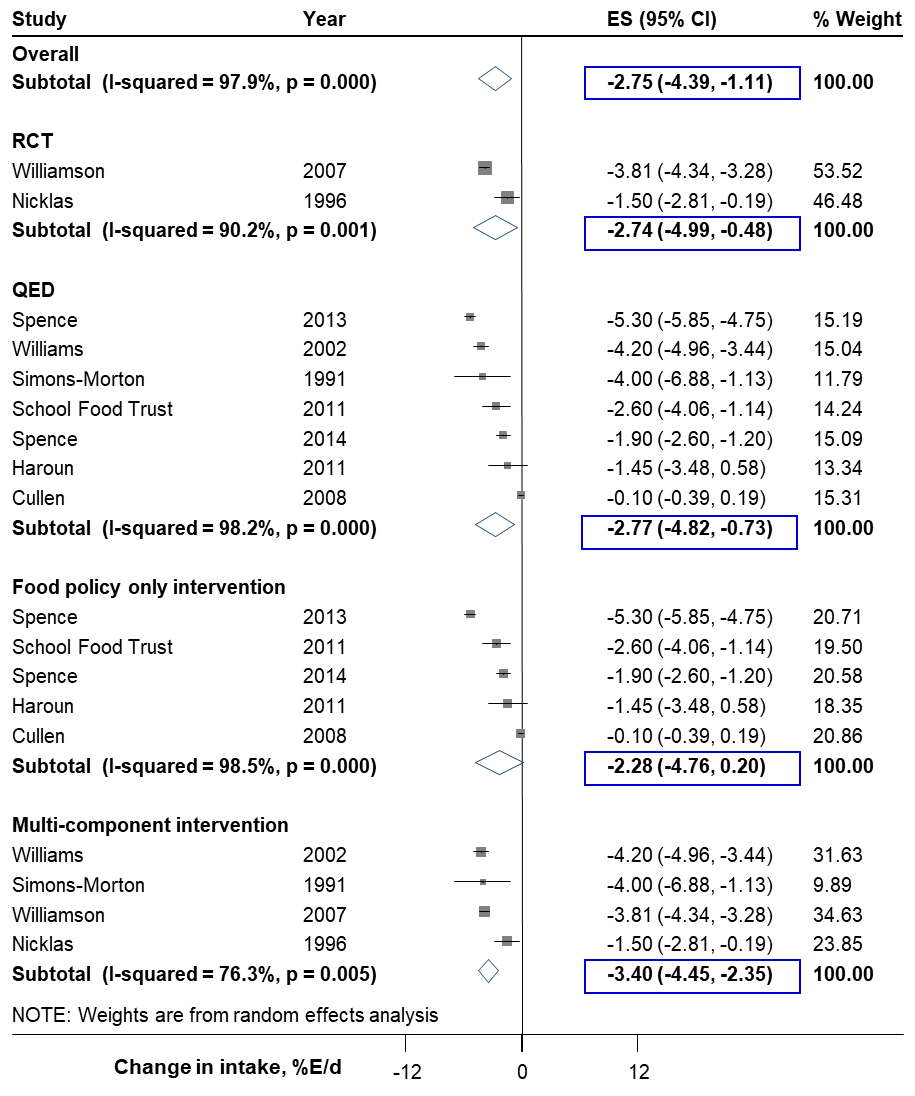 Study Year ES (95% CI) % Weight
Overall
Subtotal (I-squared = 97.9%, p = 0.000) -2.75 (-4.39, -1.11) 100.00
RCT
Williamson 2007 -3.81 (-4.34, -3.28) 53.52
Nicklas 1996 -1.50 (-2.81, -0.19) 46.48
Subtotal (I-squared = 90.2%, p = 0.001) -2.74 (-4.99, -0.48) 100.00
QED
Spence 2013 -5.30 (-5.85, -4.75) 15.19
Williams 2002 -4.20 (-4.96, -3.44) 15.04
Simons-Morton 1991 -4.00 (-6.88, -1.13) 11.79
School Food Trust 2011 -2.60 (-4.06, -1.14) 14.24
Spence 2014 -1.90 (-2.60, -1.20) 15.09
Haroun 2011 -1.45 (-3.48, 0.58) 13.34
Cullen 2008 -0.10 (-0.39, 0.19) 15.31
Subtotal (I-squared = 98.2%, p = 0.000) -2.77 (-4.82, -0.73) 100.00
Food policy only intervention
Spence 2013 -5.30 (-5.85, -4.75) 20.71
School Food Trust 2011 -2.60 (-4.06, -1.14) 19.50
Spence 2014 -1.90 (-2.60, -1.20) 20.58
Haroun 2011 -1.45 (-3.48, 0.58) 18.35
Cullen 2008 -0.10 (-0.39, 0.19) 20.86
Subtotal (I-squared = 98.5%, p = 0.000) -2.28 (-4.76, 0.20) 100.00
Multi-component intervention
Williams 2002 -4.20 (-4.96, -3.44) 31.63
Simons-Morton 1991 -4.00 (-6.88, -1.13) 9.89
Williamson 2007 -3.81 (-4.34, -3.28) 34.63
Nicklas 1996 -1.50 (-2.81, -0.19) 23.85
Subtotal (I-squared = 76.3%, p = 0.005) -3.40 (-4.45, -2.35) 100.00
NOTE: Weights are from random effects analysis
Change in intake, %E/d -12 0 12